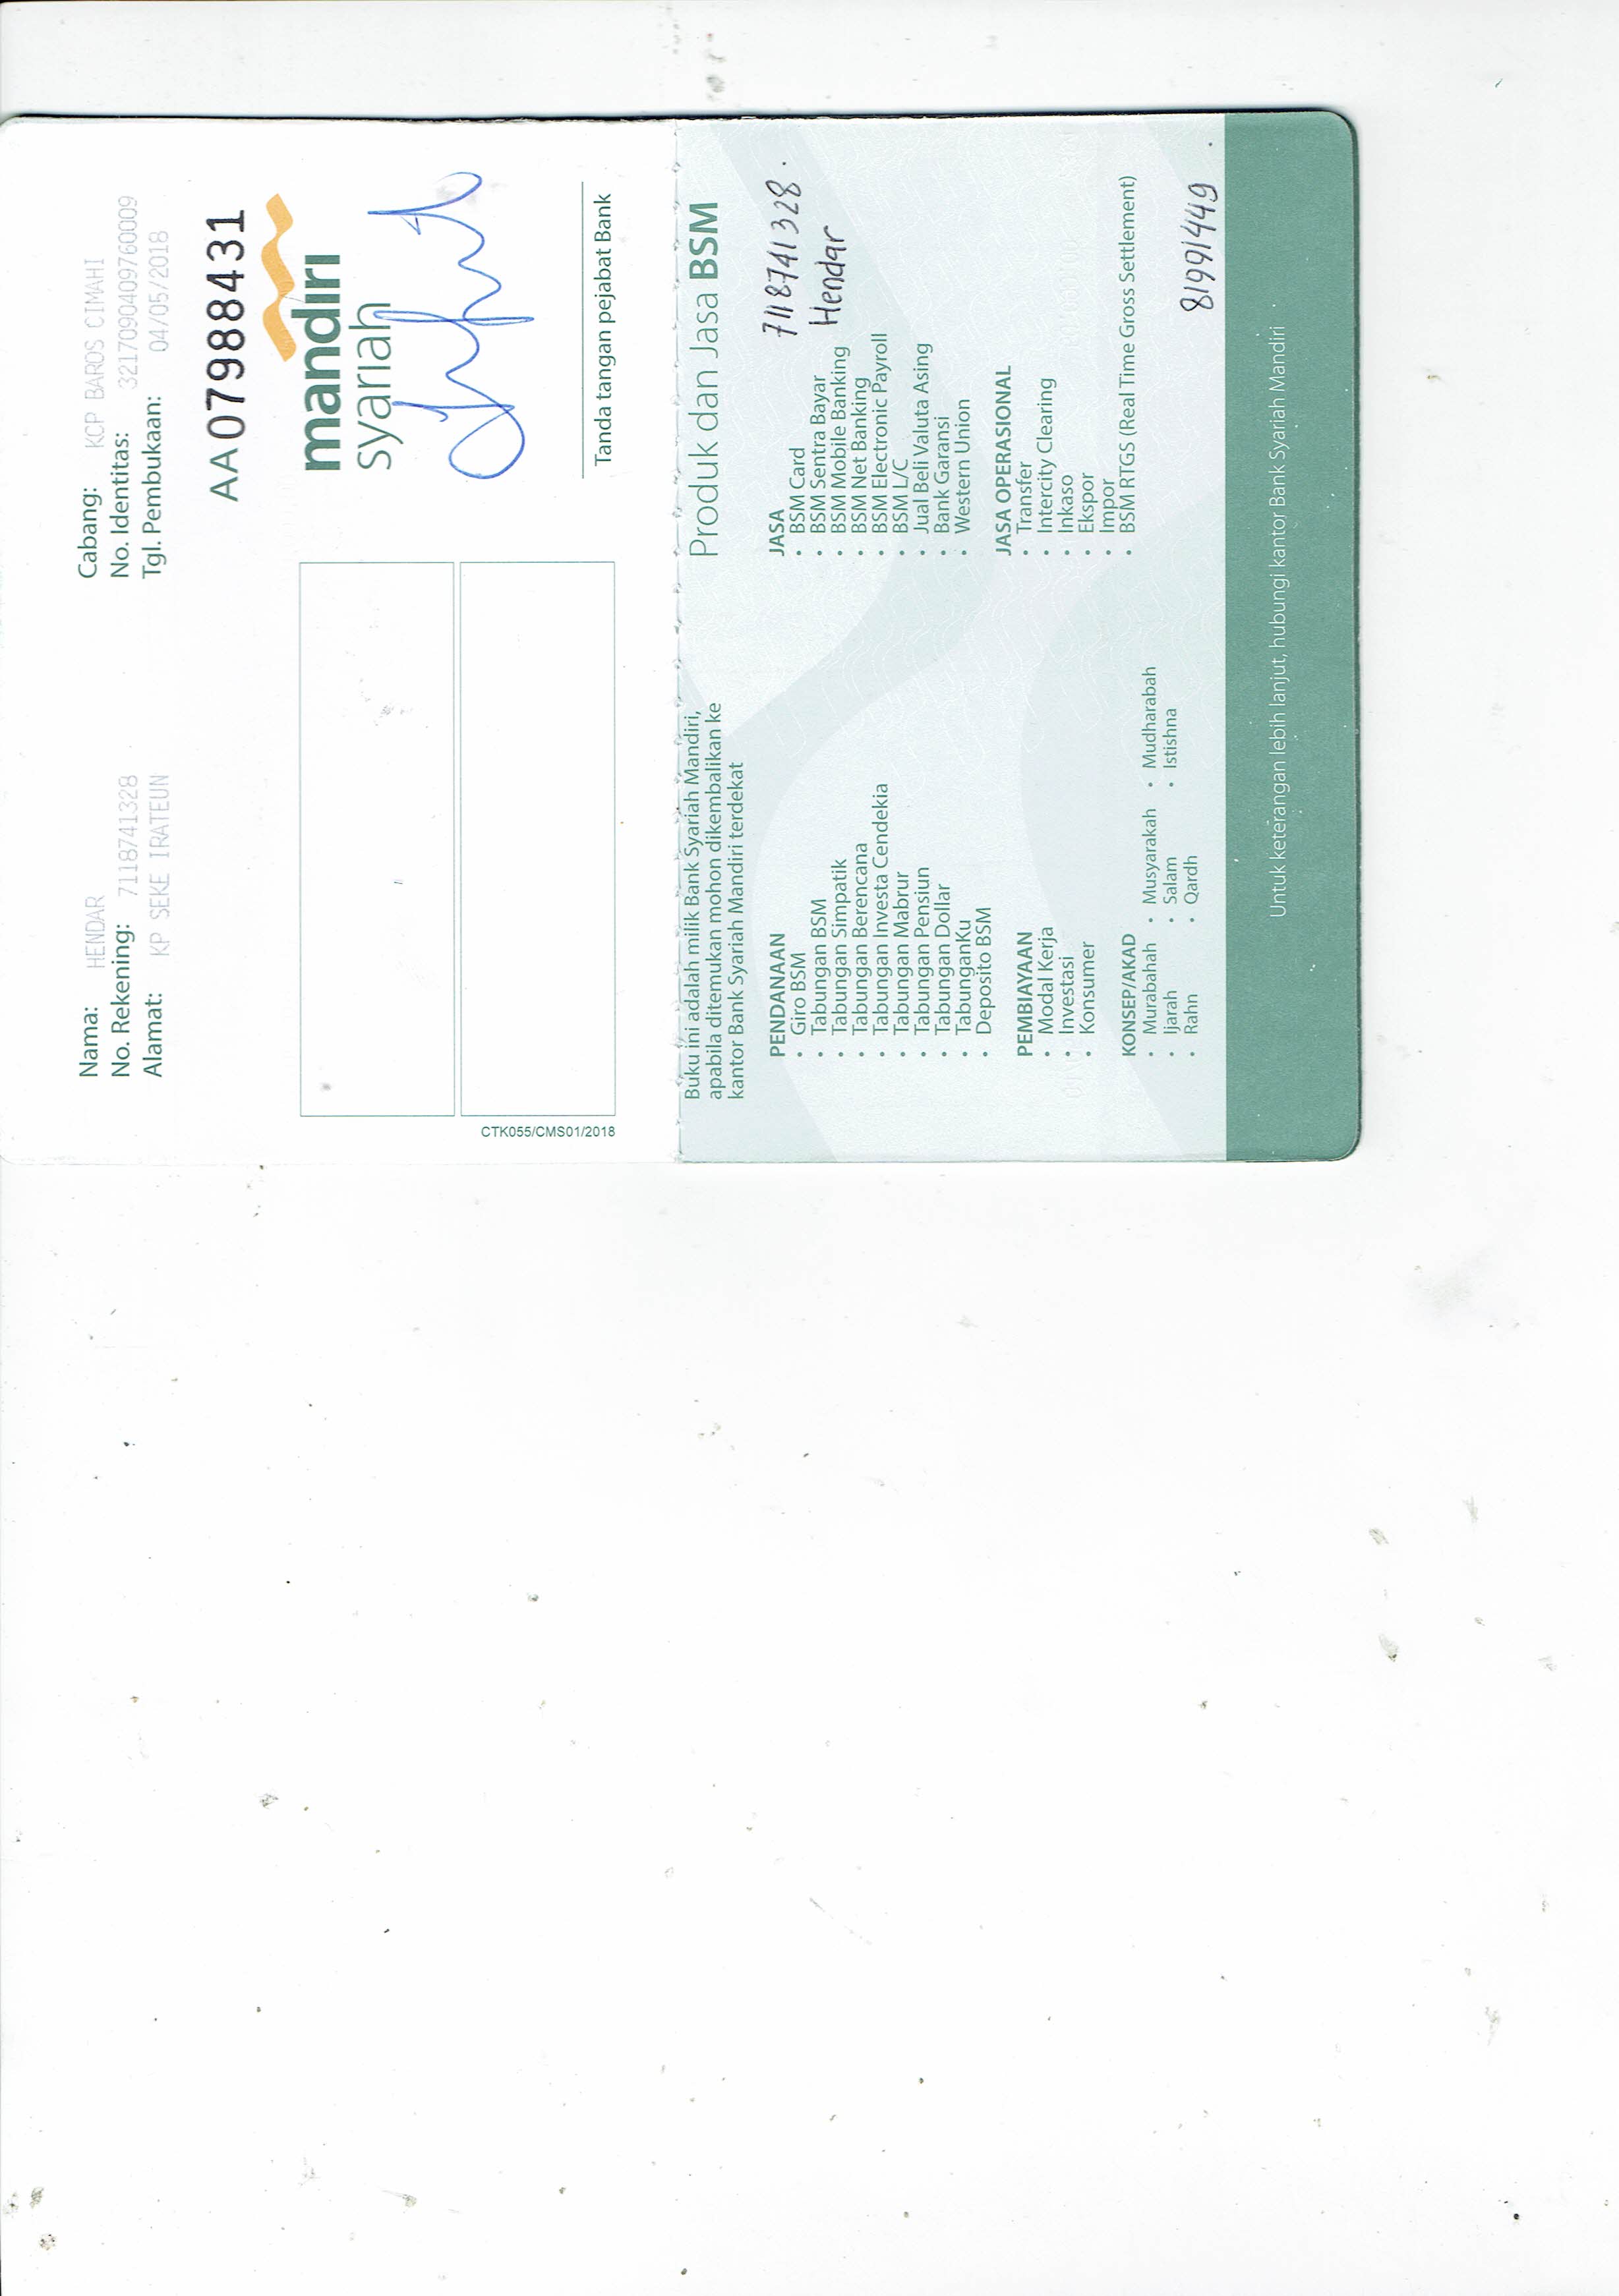 Nama: HENDAR
No. Rekening: 7118741328
Alamat: KP SEKE IRATEUN
Cabang: KCP BAROS CIMAHI
No. Identitas: 3217090409760009
Tgl. Pembukaan: 04/05/2018
AA 07988431
mandiri
syariah
Tanda tangan pejabat Bank
CTK055/CMS01/2018
Buku ini adalah milik Bank Syariah Mandiri,
apabila ditemukan mohon dikembalikan ke
kantor Bank Syariah Mandiri terdekat
Produk dan Jasa BSM
PENDANAAN
• Giro BSM
• Tabungan BSM
• Tabungan Simpatik
• Tabungan Berencana
• Tabungan Investa Cendekia
• Tabungan Mabrur
• Tabungan Pensiun
• Tabungan Dollar
• TabunganKu
• Deposito BSM
PEMBIAYAAN
• Modal Kerja
• Investasi
• Konsumer
KONSEP/AKAD
• Murabahah • Musyarakah • Mudharabah
• Ijarah • Salam • Istishna
• Rahn • Qardh
7118741328.
Hendar
JASA
• BSM Card
• BSM Sentra Bayar
• BSM Mobile Banking
• BSM Net Banking
• BSM Electronic Payroll
• BSM L/C
• Jual Beli Valuta Asing
• Bank Garansi
• Western Union
JASA OPERASIONAL
• Transfer
• Intercity Clearing
• Inkaso
• Ekspor
• Impor
• BSM RTGS (Real Time Gross Settlement)
81991449
Untuk keterangan lebih lanjut, hubungi kantor Bank Syariah Mandiri